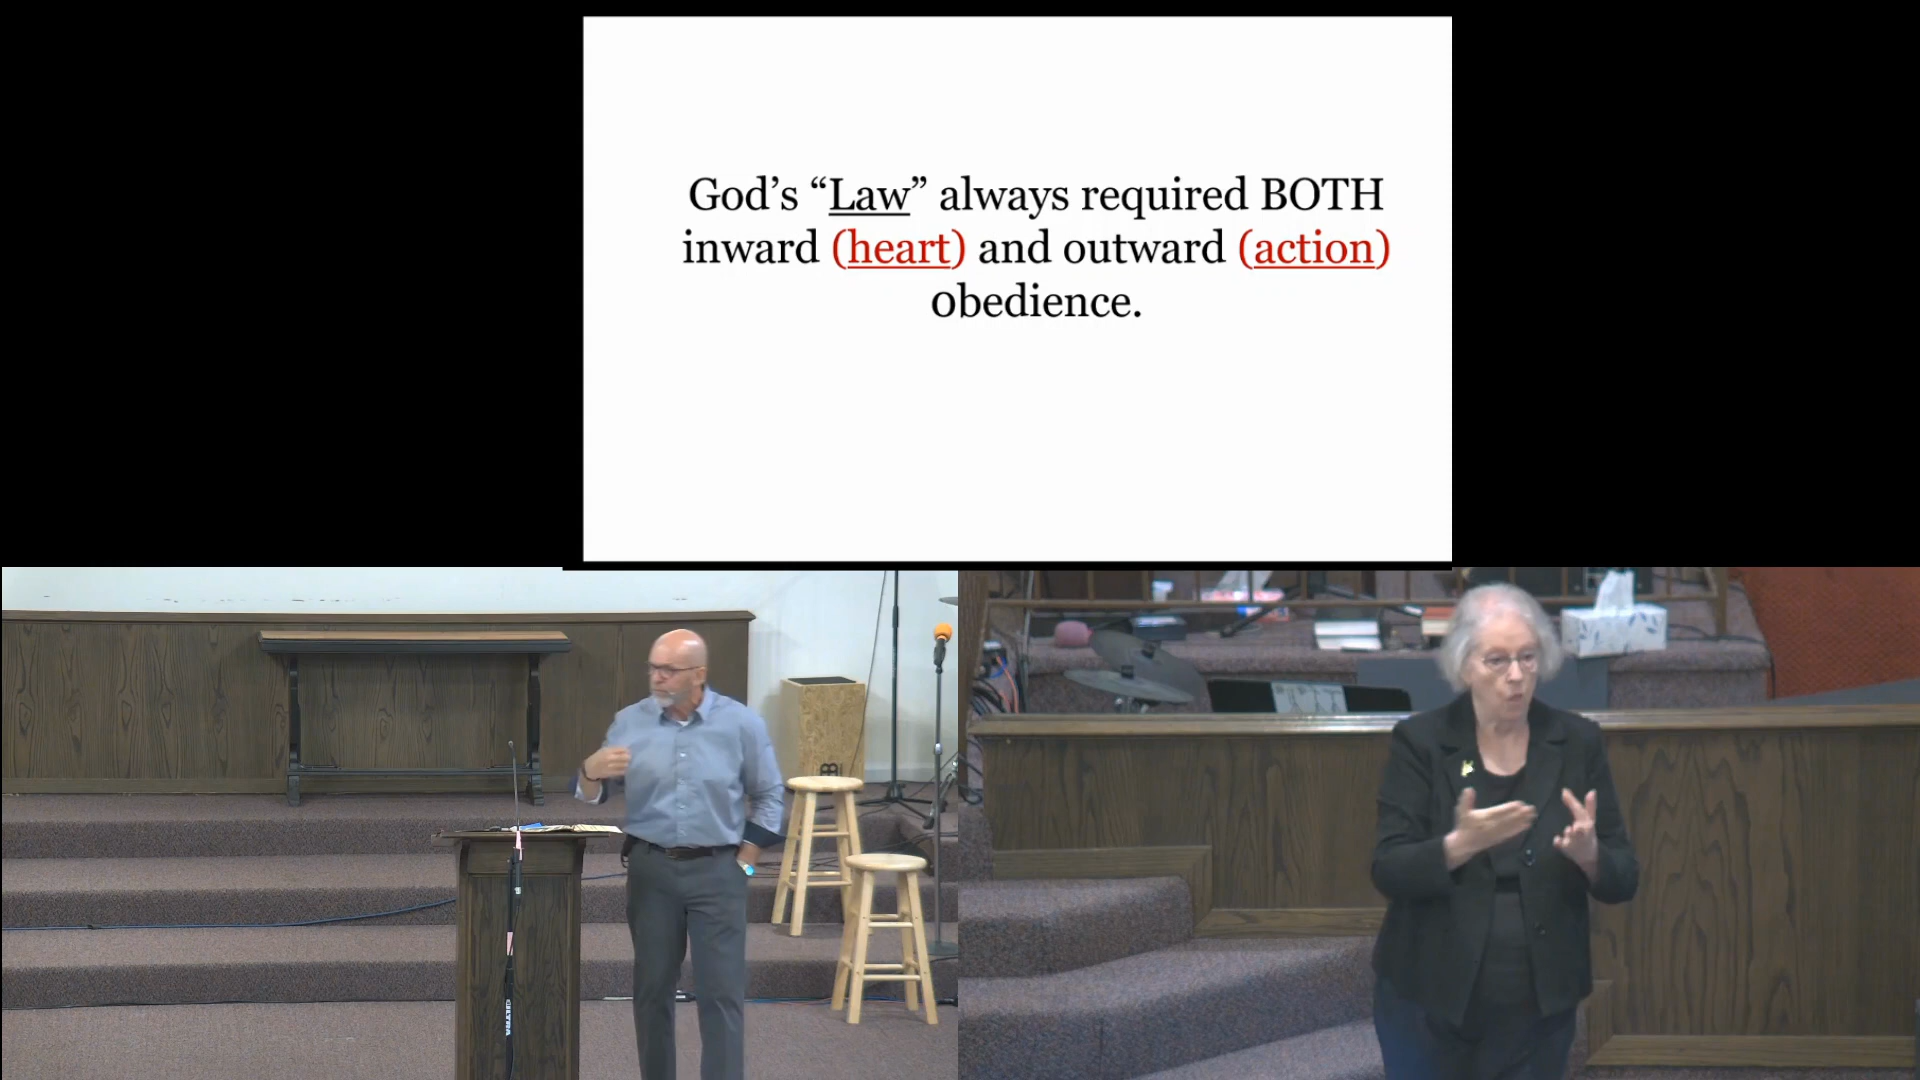 God’s “Law” always required BOTH
inward (heart) and outward (action)
obedience.